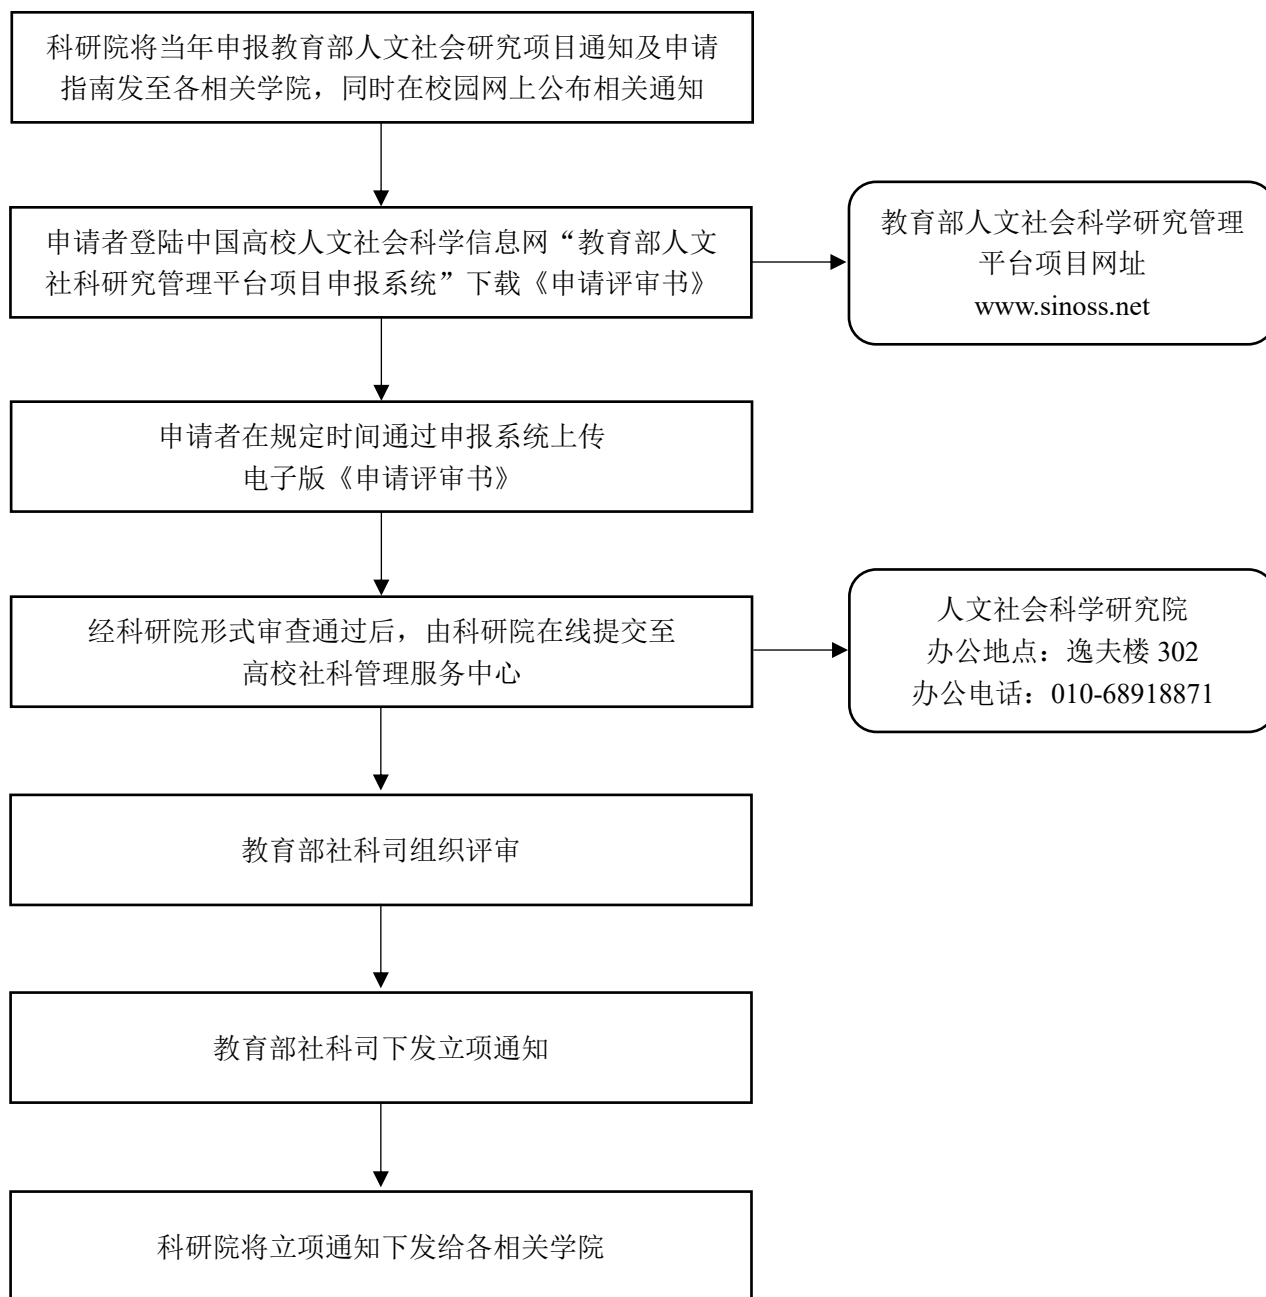 科研院将当年申报教育部人文社会研究项目通知及申请
指南发至各相关学院，同时在校园网上公布相关通知
申请者登陆中国高校人文社会科学信息网“教育部人文
社科研究管理平台项目申报系统”下载《申请评审书》
教育部人文社会科学研究管理
平台项目网址
www.sinoss.net
申请者在规定时间通过申报系统上传
电子版《申请评审书》
经科研院形式审查通过后，由科研院在线提交至
高校社科管理服务中心
人文社会科学研究院
办公地点：逸夫楼 302
办公电话：010-68918871
教育部社科司组织评审
教育部社科司下发立项通知
科研院将立项通知下发给各相关学院